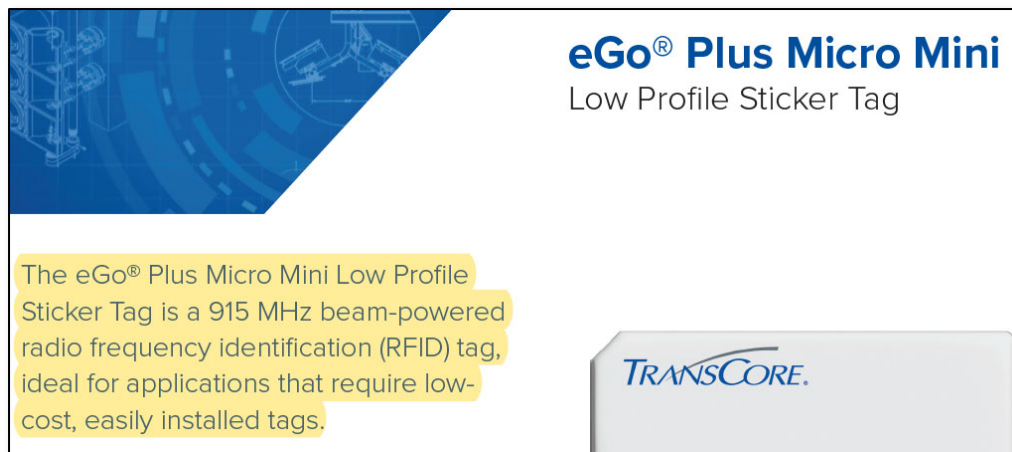 eGo® Plus Micro Mini
Low Profile Sticker Tag
The eGo® Plus Micro Mini Low Profile
Sticker Tag is a 915 MHz beam-powered
radio frequency identification (RFID) tag,
ideal for applications that require low-
cost, easily installed tags.
TRANSCORE.